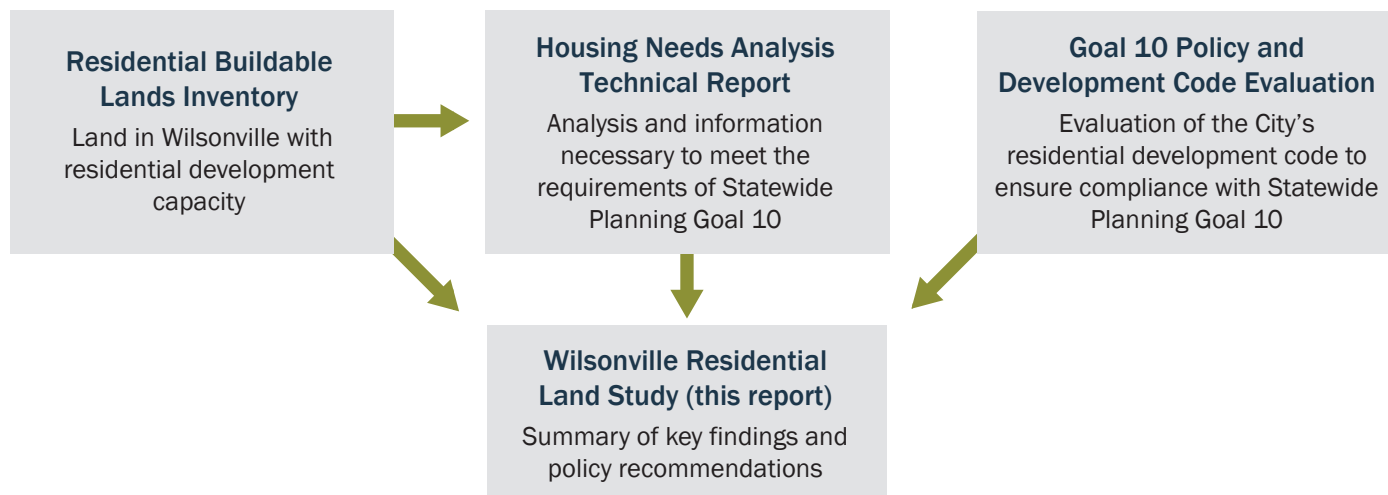 Residential Buildable
Lands Inventory
Land in Wilsonville with
residential development
capacity
Housing Needs Analysis
Technical Report
Analysis and information
necessary to meet the
requirements of Statewide
Planning Goal 10
Goal 10 Policy and
Development Code Evaluation
Evaluation of the City's
residential development code to
ensure compliance with Statewide
Planning Goal 10
Wilsonville Residential
Land Study (this report)
Summary of key findings and
policy recommendations